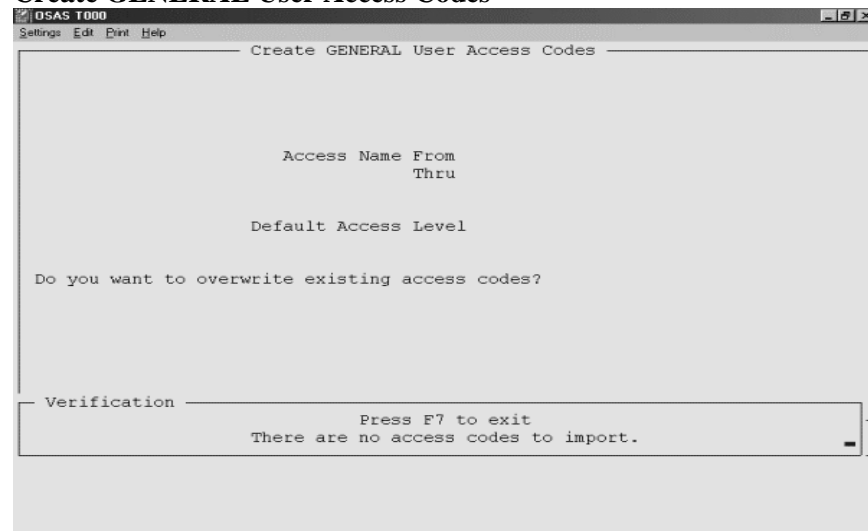 Create GENERAL User Access Codes
OSAS T000
Settings Edit Print Help
Create GENERAL User Access Codes
Access Name From
Thru
Default Access Level
Do you want to overwrite existing access codes?
Verification
Press F7 to exit
There are no access codes to import.